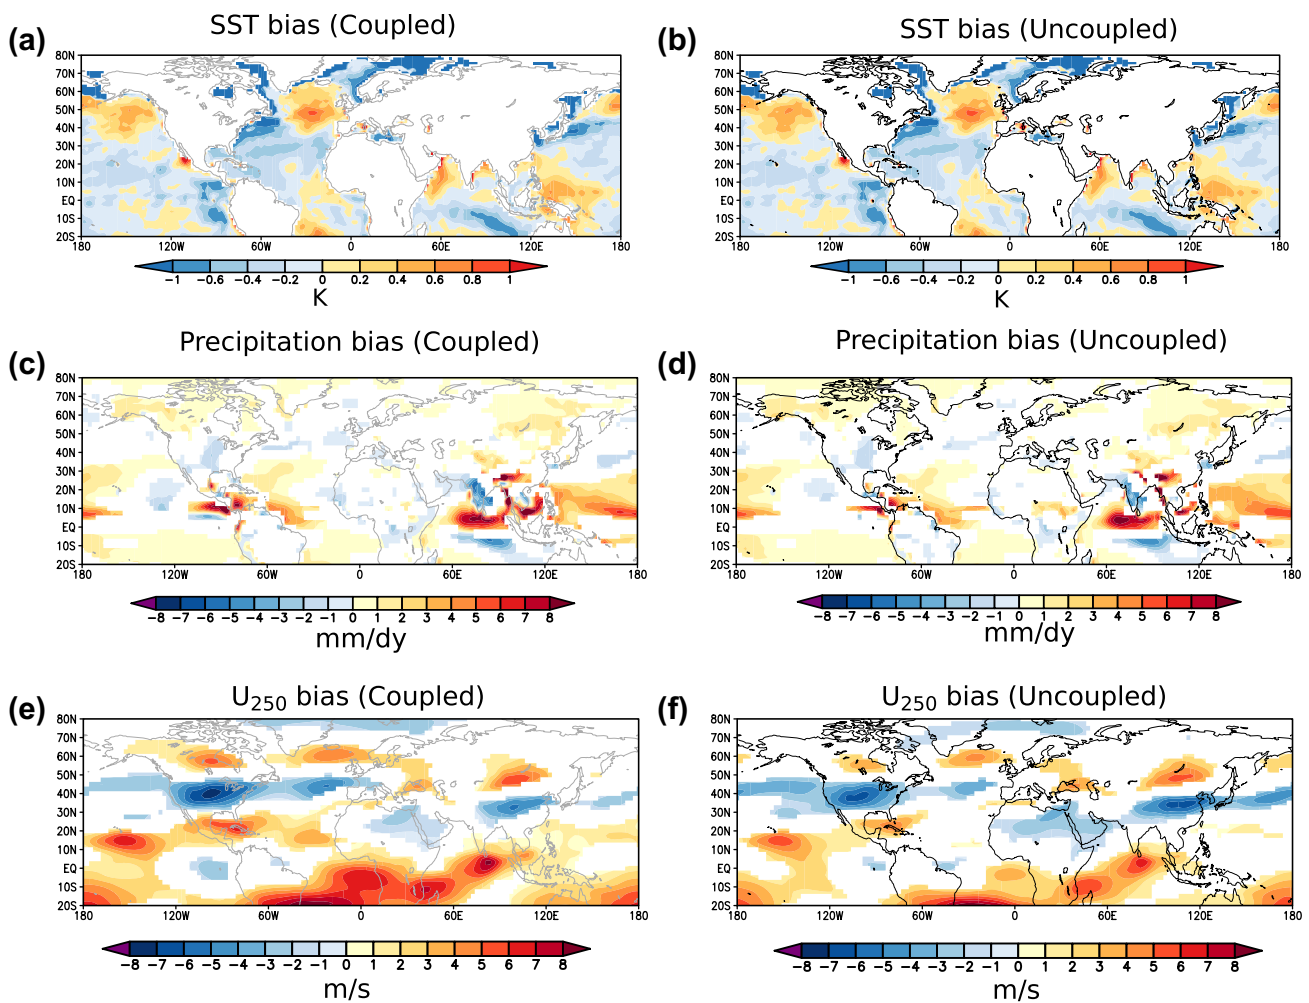 (a) SST bias (Coupled)
80N
70N
60N
50N
40N
30N
20N
10N
EQ
10S
20S
180 120W 60W 0 60E 120E 180
−1 −0.6 −0.4 −0.2 0 0.2 0.4 0.6 0.8 1
K
(b) SST bias (Uncoupled)
80N
70N
60N
50N
40N
30N
20N
10N
EQ
10S
20S
180 120W 60W 0 60E 120E 180
−1 −0.6 −0.4 −0.2 0 0.2 0.4 0.6 0.8 1
K
(c) Precipitation bias (Coupled)
80N
70N
60N
50N
40N
30N
20N
10N
EQ
10S
20S
180 120W 60W 0 60E 120E 180
−8 −7 −6 −5 −4 −3 −2 −1 0 1 2 3 4 5 6 7 8
mm/dy
(d) Precipitation bias (Uncoupled)
80N
70N
60N
50N
40N
30N
20N
10N
EQ
10S
20S
180 120W 60W 0 60E 120E 180
−8 −7 −6 −5 −4 −3 −2 −1 0 1 2 3 4 5 6 7 8
mm/dy
(e) U250 bias (Coupled)
80N
70N
60N
50N
40N
30N
20N
10N
EQ
10S
20S
180 120W 60W 0 60E 120E 180
−8 −7 −6 −5 −4 −3 −2 −1 0 1 2 3 4 5 6 7 8
m/s
(f) U250 bias (Uncoupled)
80N
70N
60N
50N
40N
30N
20N
10N
EQ
10S
20S
180 120W 60W 0 60E 120E 180
−8 −7 −6 −5 −4 −3 −2 −1 0 1 2 3 4 5 6 7 8
m/s